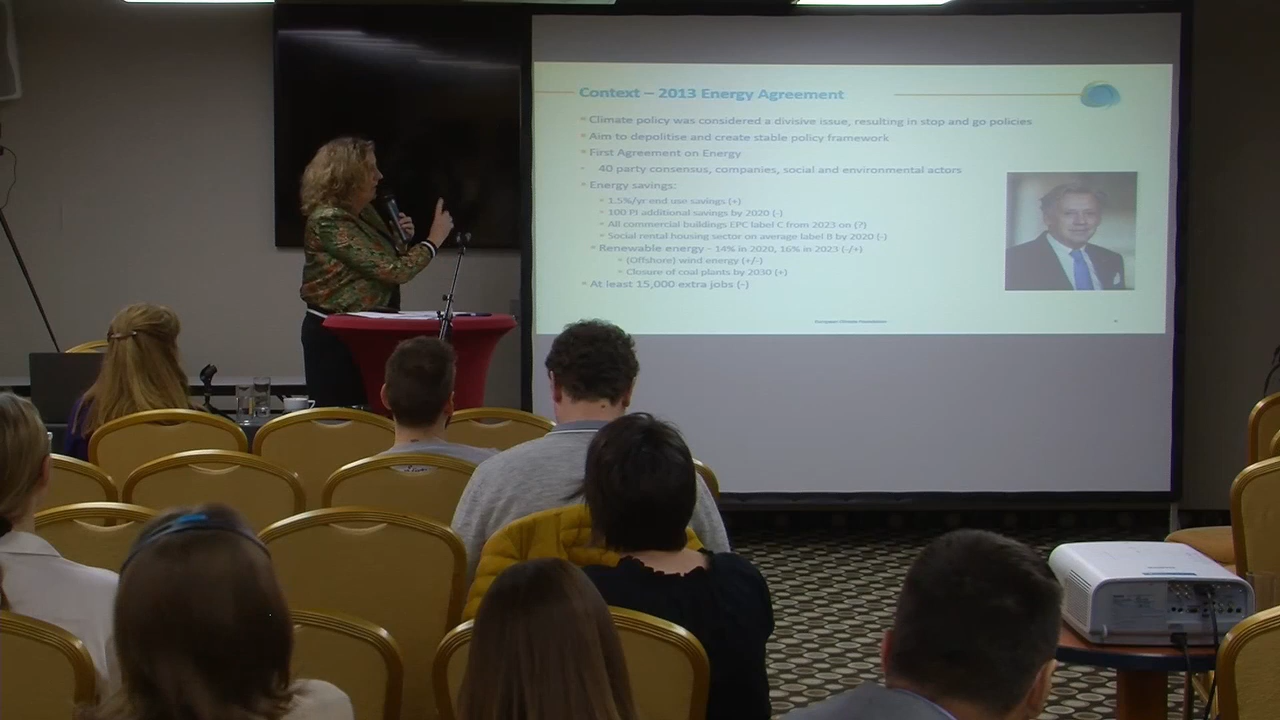 Context – 2013 Energy Agreement
Climate policy was considered a divisive issue, resulting in stop and go policies
Aim to depolitise and create stable policy framework
First Agreement on Energy
40 party consensus, companies, social and environmental actors
Energy savings:
1.5%/yr end use savings (+)
100 PJ additional savings by 2020 (-)
All commercial buildings EPC label C from 2023 on (?)
Social rental housing sector on average label B by 2020 (-)
Renewable energy - 14% in 2020, 16% in 2023 (-/+)
(Offshore) wind energy (+/-)
Closure of coal plants by 2030 (+)
At least 15,000 extra jobs (-)
European Climate Foundation